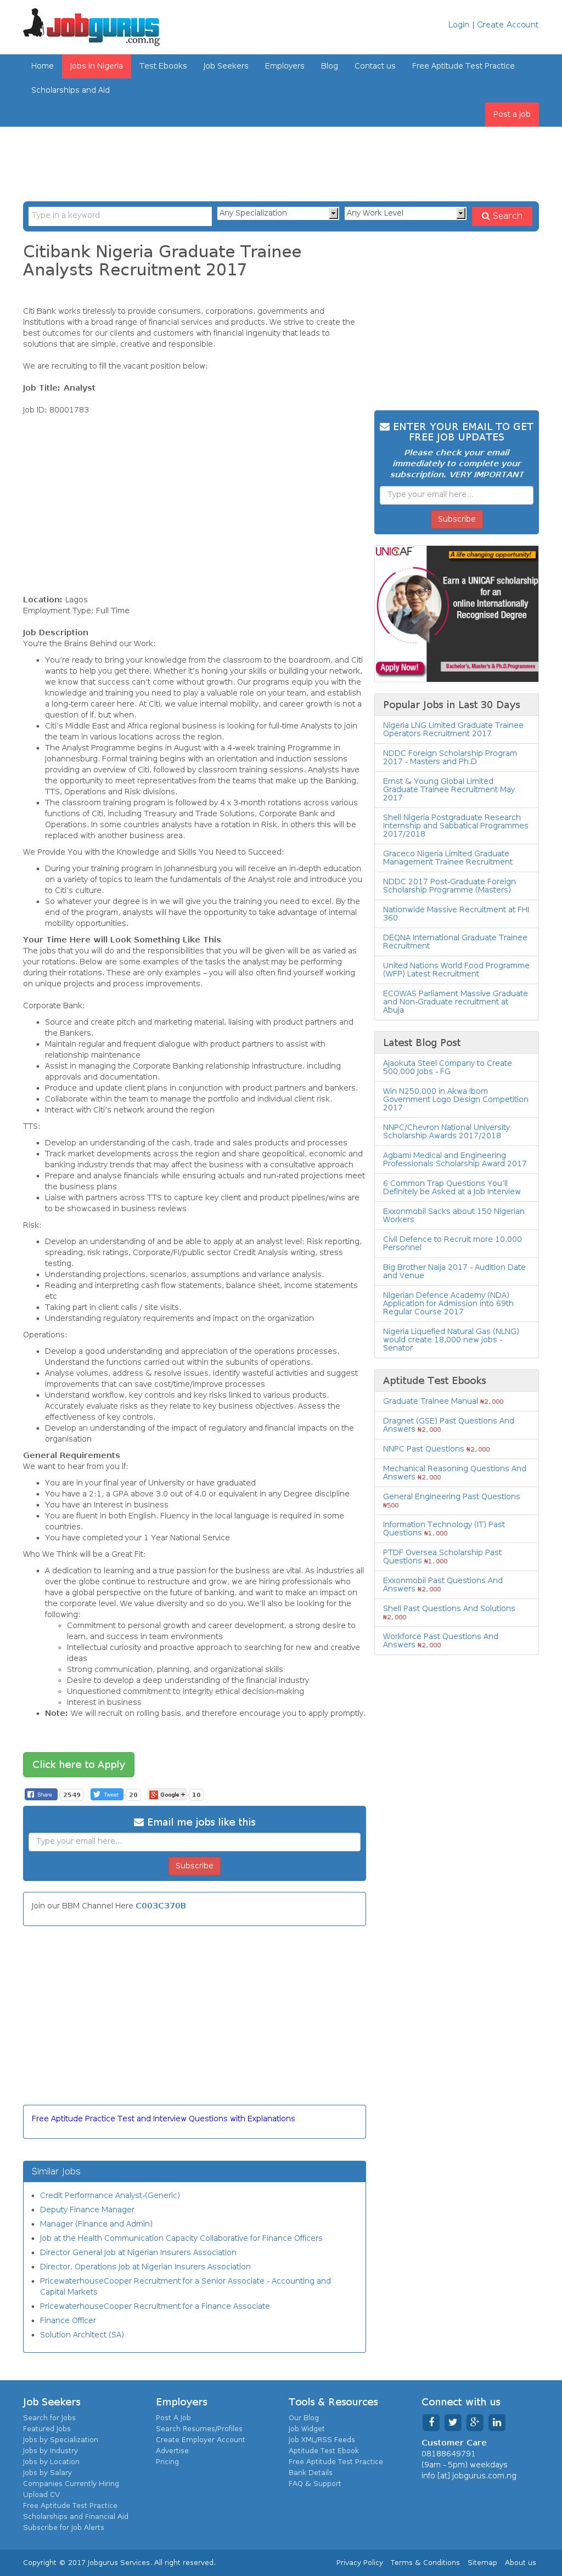 Jobgurus
.com.ng
Login | Create Account
Home
Jobs in Nigeria
Test Ebooks
Job Seekers
Employers
Blog
Contact us
Free Aptitude Test Practice
Scholarships and Aid
Post a Job
Type in a keyword
Any Specialization
Any Work Level
Search
Citibank Nigeria Graduate Trainee
Analysts Recruitment 2017
Citi Bank works tirelessly to provide consumers, corporations, governments and
institutions with a broad range of financial services and products. We strive to create the
best outcomes for our clients and customers with financial ingenuity that leads to
solutions that are simple, creative and responsible.
We are recruiting to fill the vacant position below:
Job Title: Analyst
Job ID: 80001783
Location: Lagos
Employment Type: Full Time
Job Description
You're the Brains Behind our Work:
You're ready to bring your knowledge from the classroom to the boardroom, and Citi
wants to help you get there. Whether it's honing your skills or building your network,
we know that success can't come without growth. Our programs equip you with the
knowledge and training you need to play a valuable role on your team, and establish
a long-term career here. At Citi, we value internal mobility, and career growth is not a
question of if, but when.
Citi's Middle East and Africa regional business is looking for full-time Analysts to join
the team in various locations across the region.
The Analyst Programme begins in August with a 4-week training Programme in
Johannesburg. Formal training begins with an orientation and induction sessions
providing an overview of Citi, followed by classroom training sessions. Analysts have
the opportunity to meet representatives from the teams that make up the Banking,
TTS, Operations and Risk divisions.
The classroom training program is followed by 4 x 3-month rotations across various
functions of Citi, including Treasury and Trade Solutions, Corporate Bank and
Operations. In some countries analysts have a rotation in Risk, in others this will be
replaced with another business area.
We Provide You with the Knowledge and Skills You Need to Succeed:
During your training program in Johannesburg you will receive an in-depth education
on a variety of topics to learn the fundamentals of the Analyst role and introduce you
to Citi's culture.
So whatever your degree is in we will give you the training you need to excel. By the
end of the program, analysts will have the opportunity to take advantage of internal
mobility opportunities.
Your Time Here will Look Something Like This
The jobs that you will do and the responsibilities that you will be given will be as varied as
your rotations. Below are some examples of the tasks the analyst may be performing
during their rotations. These are only examples - you will also often find yourself working
on unique projects and process improvements.
Corporate Bank:
Source and create pitch and marketing material, liaising with product partners and
the Bankers.
Maintain regular and frequent dialogue with product partners to assist with
relationship maintenance
Assist in managing the Corporate Banking relationship infrastructure, including
approvals and documentation.
Produce and update client plans in conjunction with product partners and bankers.
Collaborate within the team to manage the portfolio and individual client risk.
Interact with Citi's network around the region
TTS:
Develop an understanding of the cash, trade and sales products and processes
Track market developments across the region and share geopolitical, economic and
banking industry trends that may affect the business with a consultative approach
Prepare and analyse financial results while ensuring actuals and run-rates project meet
the business plans
Liaise with partners across TTS to capture key client and product pipelines/wins are
to be showcased in business reviews
Risk:
Develop an understanding of and be able to apply at an analyst level: Risk reporting,
spreading, risk ratings, Corporate/FI/public sector Credit Analysis writing, stress
testing.
Understanding projections, scenarios, assumptions and variance analysis.
Reading and interpreting cash flow statements, balance sheet, income statements
etc
Taking part in client calls / site visits.
Understanding regulatory requirements and impact on the organization
Operations:
Develop a good understanding and appreciation of the operations processes.
Understand the functions carried out within the subunits of operations.
Analyse volumes, address & resolve issues, identify wasteful activities and suggest
improvements that can save cost/time/improve processes
Understand workflow, key controls and key risks linked to various products.
Accurately evaluate risks as they relate to key business objectives. Assess the
effectiveness of key controls.
Develop an understanding of the impact of regulatory and financial impacts on the
organisation
General Requirements
We want to hear from you if:
You are in your final year of University or have graduated
You have a 2:1, a GPA above 3.0 out of 4.0 or equivalent in any Degree discipline
You have an Interest in business
You are fluent in both English. Fluency in the local language is required in some
countries.
You have completed your 1 Year National Service
Who We Think will be a Great Fit:
A dedication to learning and a true passion for the business are vital. As industries all
over the globe continue to restructure and grow, we are hiring professionals who
have a global perspective on the future of banking, and want to make an impact on
the corporate level. We value diversity and so do you. We'll also be looking for the
following:
Commitment to personal growth and career development, a strong desire to
learn, and success in team environments
Intellectual curiosity and proactive approach to searching for new and creative
ideas
Strong communication, planning, and organizational skills
Desire to develop a deep understanding of the financial industry
Unquestioned commitment to integrity ethical decision-making
Interest in business
Note: We will recruit on rolling basis, and therefore encourage you to apply promptly.
Click here to Apply
Share 2549
Tweet 20
Google + 10
Email me jobs like this
Type your email here...
Subscribe
Join our BBM Channel Here C003C370B
Free Aptitude Practice Test and Interview Questions with Explanations
Similar Jobs
Credit Performance Analyst-(Generic)
Deputy Finance Manager
Manager (Finance and Admin)
Job at the Health Communication Capacity Collaborative for Finance Officers
Director General Job at Nigerian Insurers Association
Director, Operations Job at Nigerian Insurers Association
PricewaterhouseCooper Recruitment for a Senior Associate - Accounting and
Capital Markets
PricewaterhouseCooper Recruitment for a Finance Associate
Finance Officer
Solution Architect (SA)
ENTER YOUR EMAIL TO GET
FREE JOB UPDATES
Please check your email
immediately to complete your
subscription. VERY IMPORTANT
Type your email here...
Subscribe
UNICAF
A life changing opportunity!
Earn a UNICAF scholarship
for an
online Internationally
Recognised Degree
Apply Now!
Bachelor's, Master's & Ph.D.Programmes
Popular Jobs in Last 30 Days
Nigeria LNG Limited Graduate Trainee
Operators Recruitment 2017
NDDC Foreign Scholarship Program
2017 - Masters and Ph.D
Ernst & Young Global Limited
Graduate Trainee Recruitment May
2017
Shell Nigeria Postgraduate Research
Internship and Sabbatical Programmes
2017/2018
Graceco Nigeria Limited Graduate
Management Trainee Recruitment
NDDC 2017 Post-Graduate Foreign
Scholarship Programme (Masters)
Nationwide Massive Recruitment at FHI
360
DEQNA International Graduate Trainee
Recruitment
United Nations World Food Programme
(WFP) Latest Recruitment
ECOWAS Parliament Massive Graduate
and Non-Graduate recruitment at
Abuja
Latest Blog Post
Ajaokuta Steel Company to Create
500,000 Jobs - FG
Win N250,000 in Akwa Ibom
Government Logo Design Competition
2017
NNPC/Chevron National University
Scholarship Awards 2017/2018
Agbami Medical and Engineering
Professionals Scholarship Award 2017
6 Common Trap Questions You'll
Definitely be Asked at a Job Interview
Exxonmobil Sacks about 150 Nigerian
Workers
Civil Defence to Recruit more 10,000
Personnel
Big Brother Naija 2017 - Audition Date
and Venue
Nigerian Defence Academy (NDA)
Application for Admission into 69th
Regular Course 2017
Nigeria Liquefied Natural Gas (NLNG)
would create 18,000 new jobs -
Senator
Aptitude Test Ebooks
Graduate Trainee Manual ₦2,000
Dragnet (GSE) Past Questions And
Answers ₦2,000
NNPC Past Questions ₦2,000
Mechanical Reasoning Questions And
Answers ₦2,000
General Engineering Past Questions
₦500
Information Technology (IT) Past
Questions ₦1,000
PTDF Oversea Scholarship Past
Questions ₦1,000
Exxonmobil Past Questions And
Answers ₦2,000
Shell Past Questions And Solutions
₦2,000
Workforce Past Questions And
Answers ₦2,000
Job Seekers
Search for Jobs
Featured Jobs
Jobs by Specialization
Jobs by Industry
Jobs by Location
Jobs by Salary
Companies Currently Hiring
Upload CV
Free Aptitude Test Practice
Scholarships and Financial Aid
Subscribe for Job Alerts
Employers
Post A Job
Search Resumes/Profiles
Create Employer Account
Advertise
Pricing
Tools & Resources
Our Blog
Job Widget
Job XML/RSS Feeds
Aptitude Test Ebook
Free Aptitude Test Practice
Bank Details
FAQ & Support
Connect with us
Customer Care
08188649791
(9am - 5pm) weekdays
info [at] jobgurus.com.ng
Copyright © 2017 Jobgurus Services. All right reserved.
Privacy Policy
Terms & Conditions
Sitemap
About us